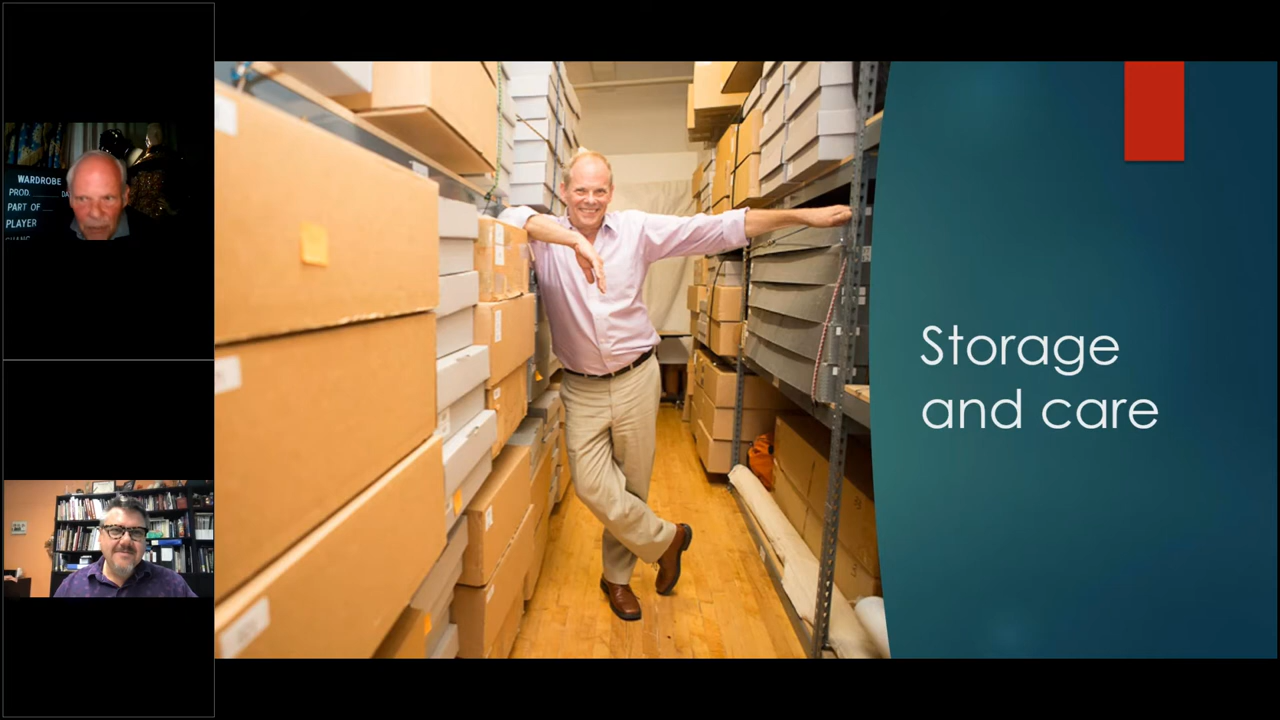 WARDROBE
PROD.
PART OF
PLAYER
Storage
and care